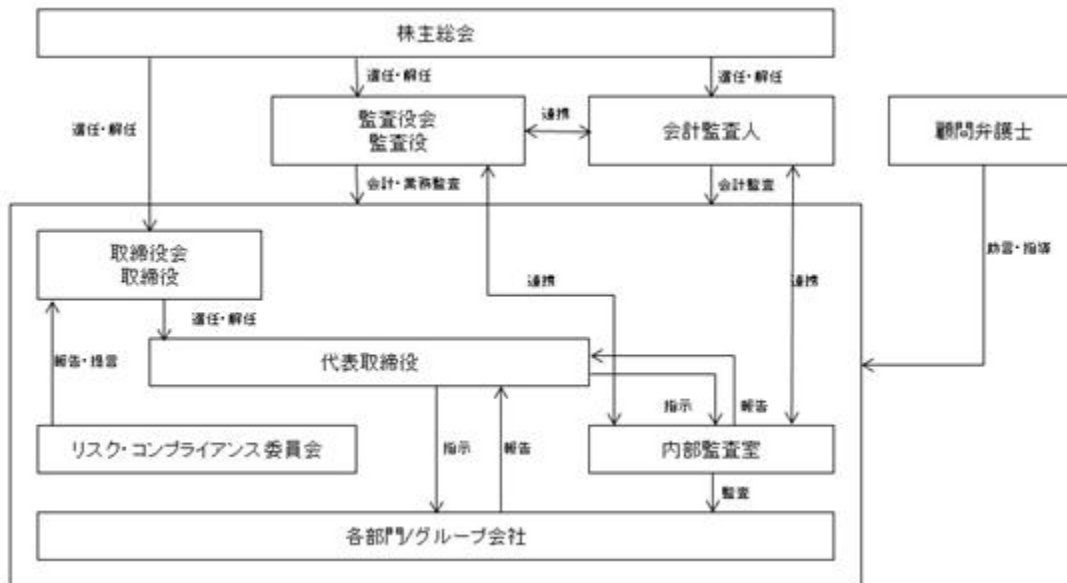 株主総会
選任・解任
選任・解任
選任・解任
監査役会
監査役
連携
会計監査人
顧問弁護士
会計・業務監査
会計監査
取締役会
取締役
助言・指導
連携
連携
選任・解任
代表取締役
報告・提言
指示
報告
リスク・コンプライアンス委員会
指示
報告
内部監査室
監査
各部門/グループ会社